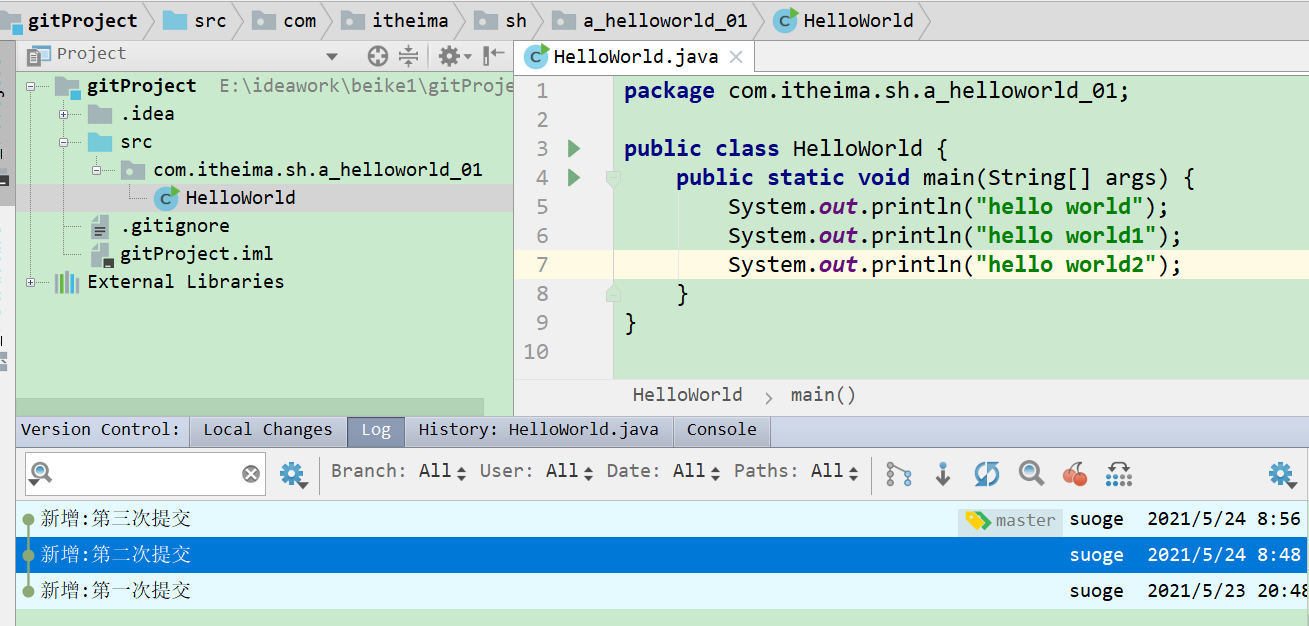 gitProject src com itheima sh a_helloworld_01 HelloWorld
Project
HelloWorld.java
gitProject E:\ideawork\beike1\gitProje
.idea
src
com.itheima.sh.a_helloworld_01
HelloWorld
.gitignore
gitProject.iml
External Libraries
1 package com.itheima.sh.a_helloworld_01;
2
3 public class HelloWorld {
4 public static void main(String[] args) {
5 System.out.println("hello world");
6 System.out.println("hello world1");
7 System.out.println("hello world2");
8 }
9 }
10
HelloWorld > main()
Version Control: Local Changes Log History: HelloWorld.java Console
Branch: All User: All Date: All Paths: All
新增:第三次提交 master suoge 2021/5/24 8:56
新增:第二次提交 suoge 2021/5/24 8:48
新增:第一次提交 suoge 2021/5/23 20:48